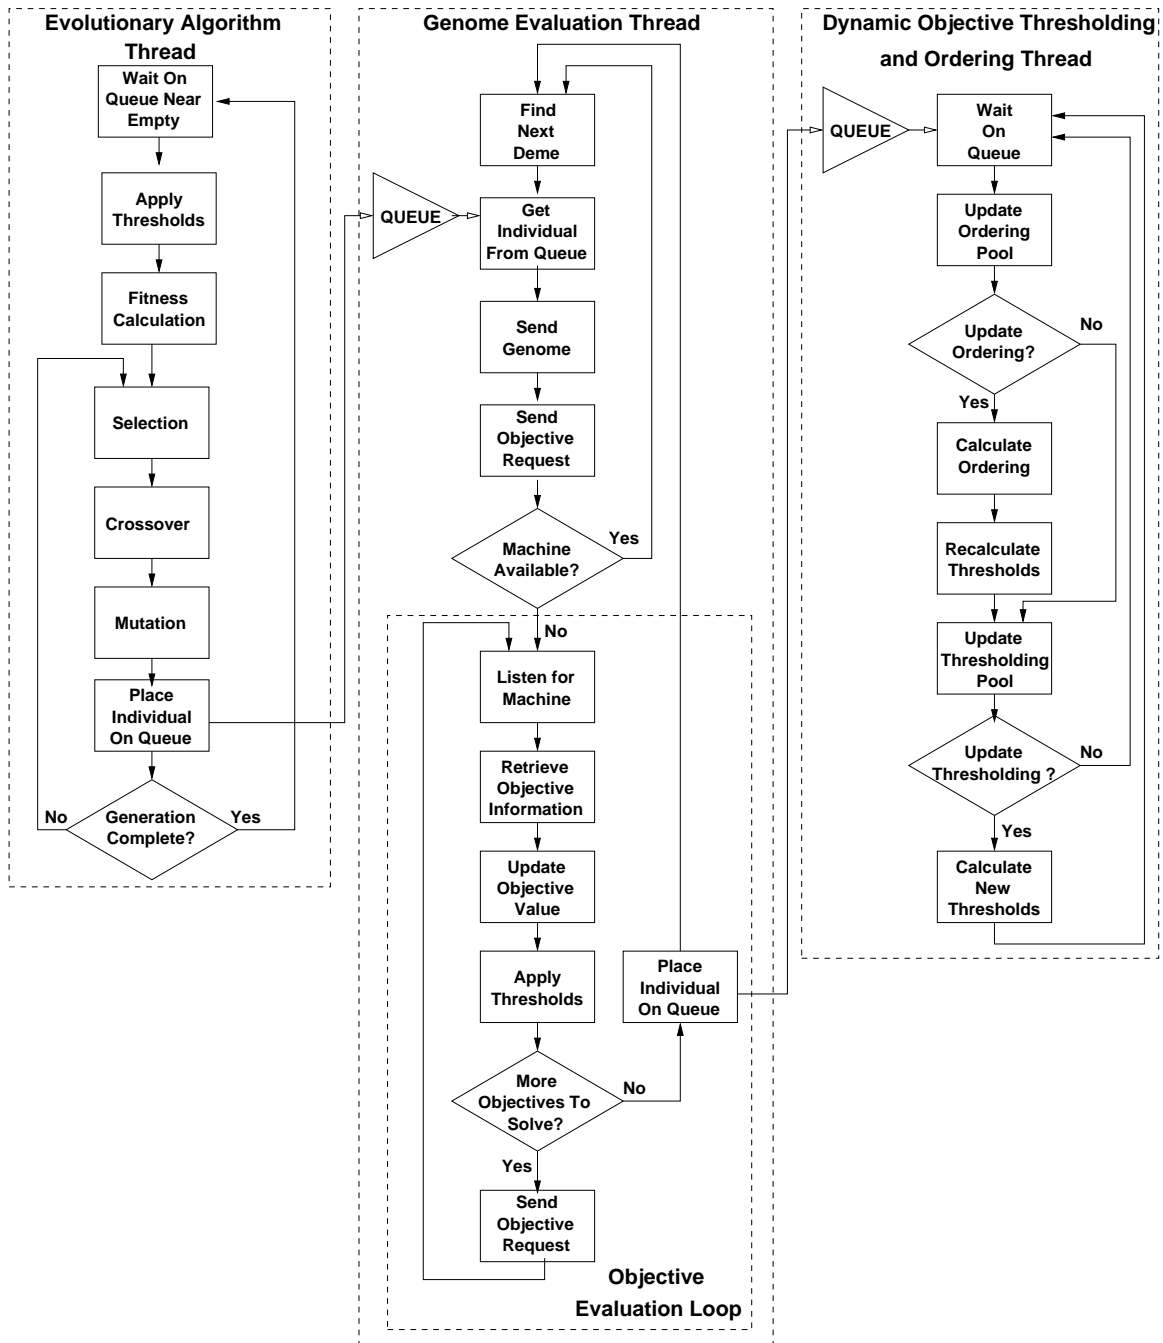 Evolutionary Algorithm
Thread
Wait On
Queue Near
Empty
Apply
Thresholds
Fitness
Calculation
Selection
Crossover
Mutation
Place
Individual
On Queue
No
Generation
Complete?
Yes
Genome Evaluation Thread
Find
Next
Deme
QUEUE
Get
Individual
From Queue
Send
Genome
Send
Objective
Request
Machine
Available?
Yes
No
Listen for
Machine
Retrieve
Objective
Information
Update
Objective
Value
Apply
Thresholds
Place
Individual
On Queue
More
Objectives To
Solve?
No
Yes
Send
Objective
Request
Objective
Evaluation Loop
Dynamic Objective Thresholding
and Ordering Thread
QUEUE
Wait
On
Queue
Update
Ordering
Pool
Update
Ordering?
No
Yes
Calculate
Ordering
Recalculate
Thresholds
Update
Thresholding
Pool
Update
Thresholding ?
No
Yes
Calculate
New
Thresholds